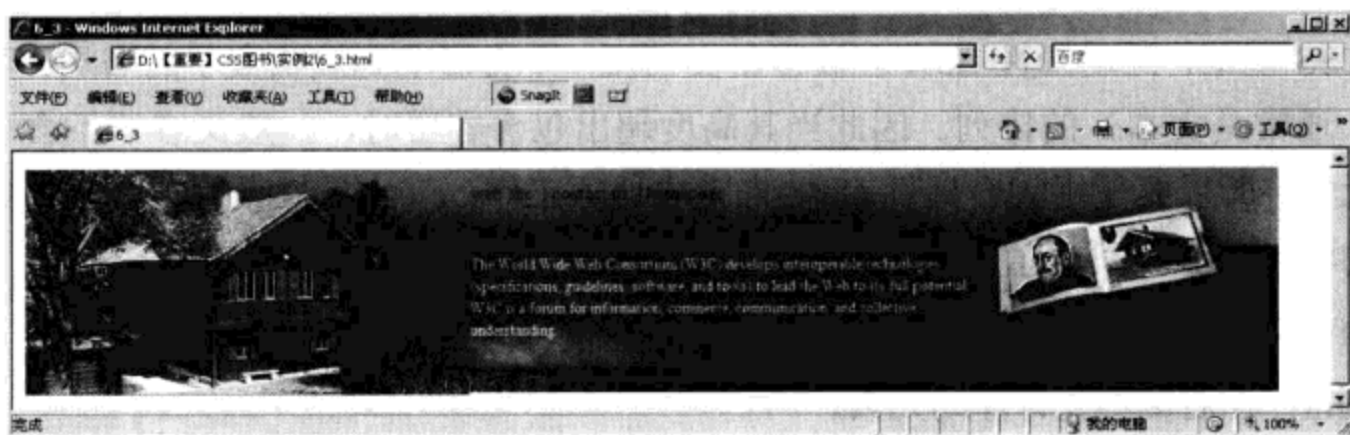 6_3 - Windows Internet Explorer
D:\【重要】CSS图书\实例2\6_3.html
百度
文件(F) 编辑(E) 查看(V) 收藏夹(A) 工具(T) 帮助(H) SnagIt
6_3 页面(P) 工具(O)
The World Wide Web Consortium (W3C) develops interoperable technologies
(specifications, guidelines, software, and tools) to lead the Web to its full potential.
W3C is a forum for information, commerce, communication, and collective
understanding.
完成 我的电脑 100%